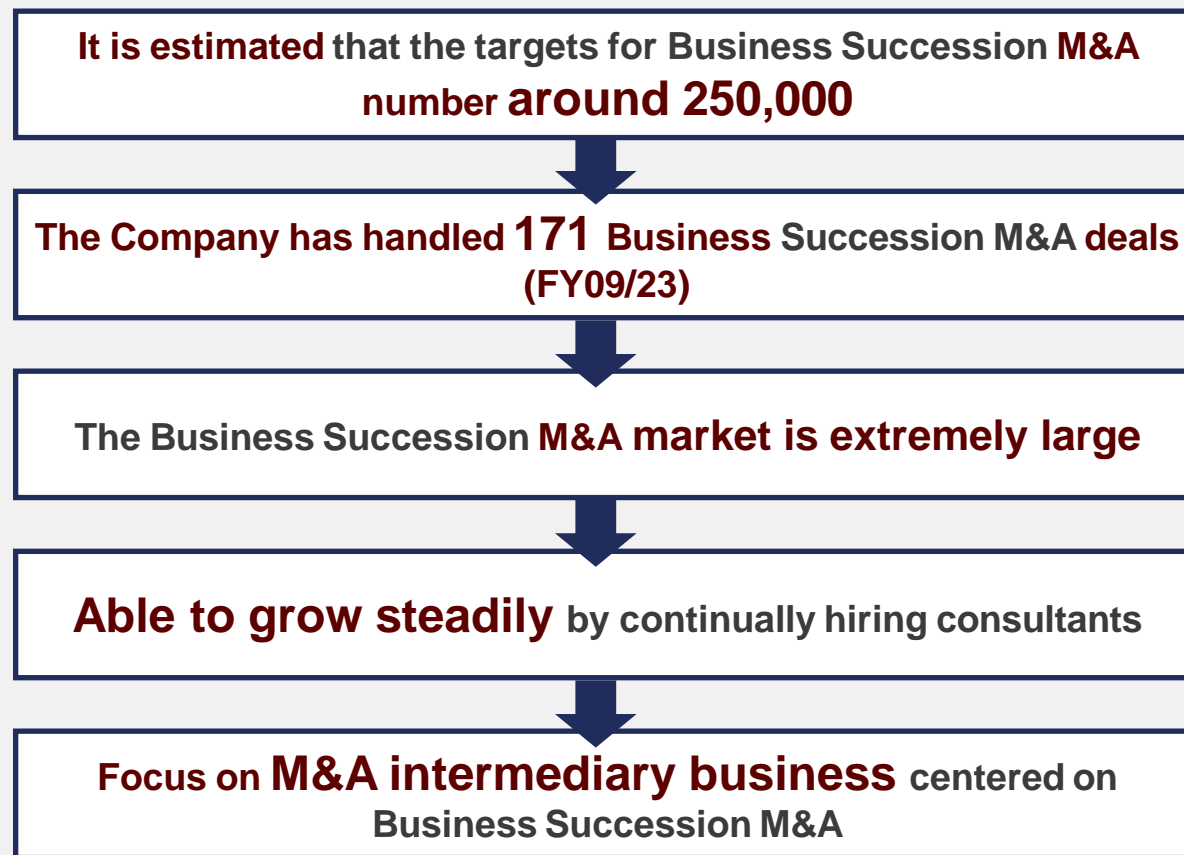 It is estimated that the targets for Business Succession M&A
number around 250,000
The Company has handled 171 Business Succession M&A deals
(FY09/23)
The Business Succession M&A market is extremely large
Able to grow steadily by continually hiring consultants
Focus on M&A intermediary business centered on
Business Succession M&A